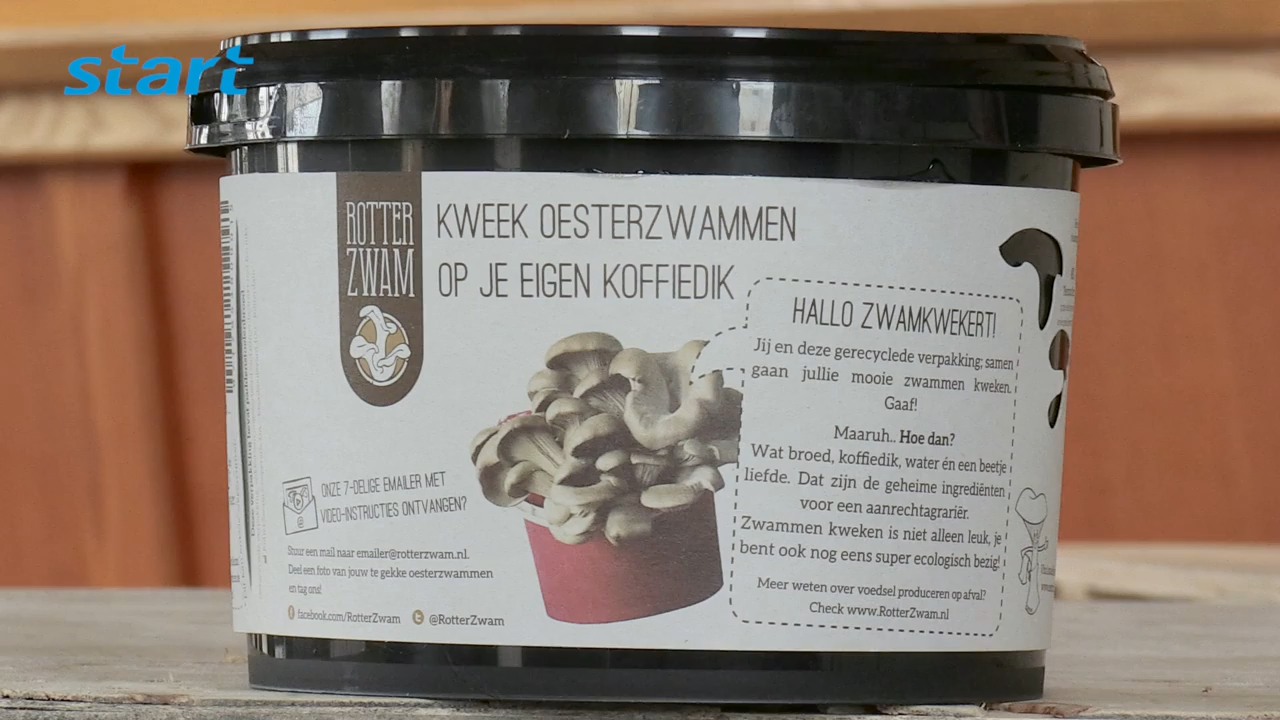 start
ROTTER
ZWAM
KWEEK OESTERZWAMMEN
OP JE EIGEN KOFFIEDIK
HALLO ZWAMKWEKERT!
Jij en deze gerecyclede verpakking; samen
gaan jullie mooie zwammen kweken.
Gaaf!
Maaruh.. Hoe dan?
Wat broed, koffiedik, water én een beetje
liefde. Dat zijn de geheime ingrediënten
voor een aanrechtagrariër.
Zwammen kweken is niet alleen leuk, je
bent ook nog eens super ecologisch bezig!
Meer weten over voedsel produceren op afval?
Check www.RotterZwam.nl
ONZE 7-DELIGE EMAILER MET
VIDEO-INSTRUCTIES ONTVANGEN?
Stuur een mail naar emailer@rotterzwam.nl.
Deel een foto van jouw te gekke oesterzwammen
en tag ons!
facebook.com/RotterZwam @RotterZwam